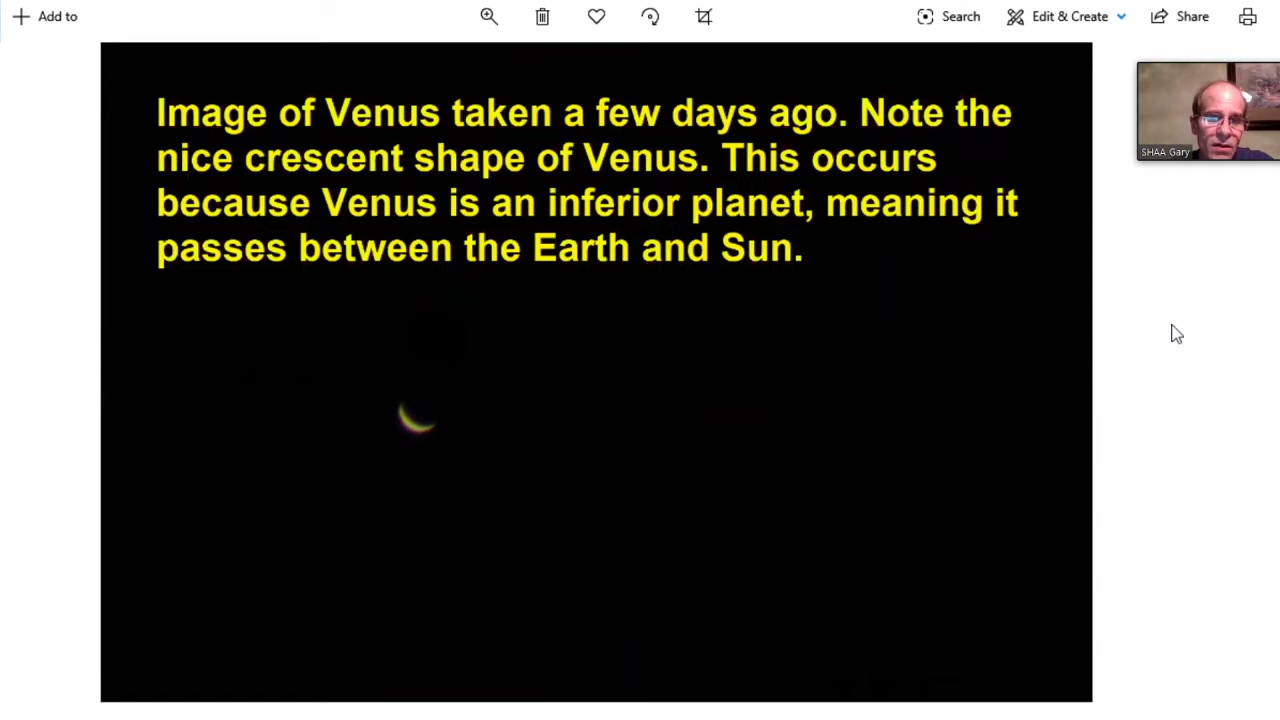 Add to
Search
Edit & Create
Share
Image of Venus taken a few days ago. Note the
nice crescent shape of Venus. This occurs
because Venus is an inferior planet, meaning it
passes between the Earth and Sun.
SHAA Gary